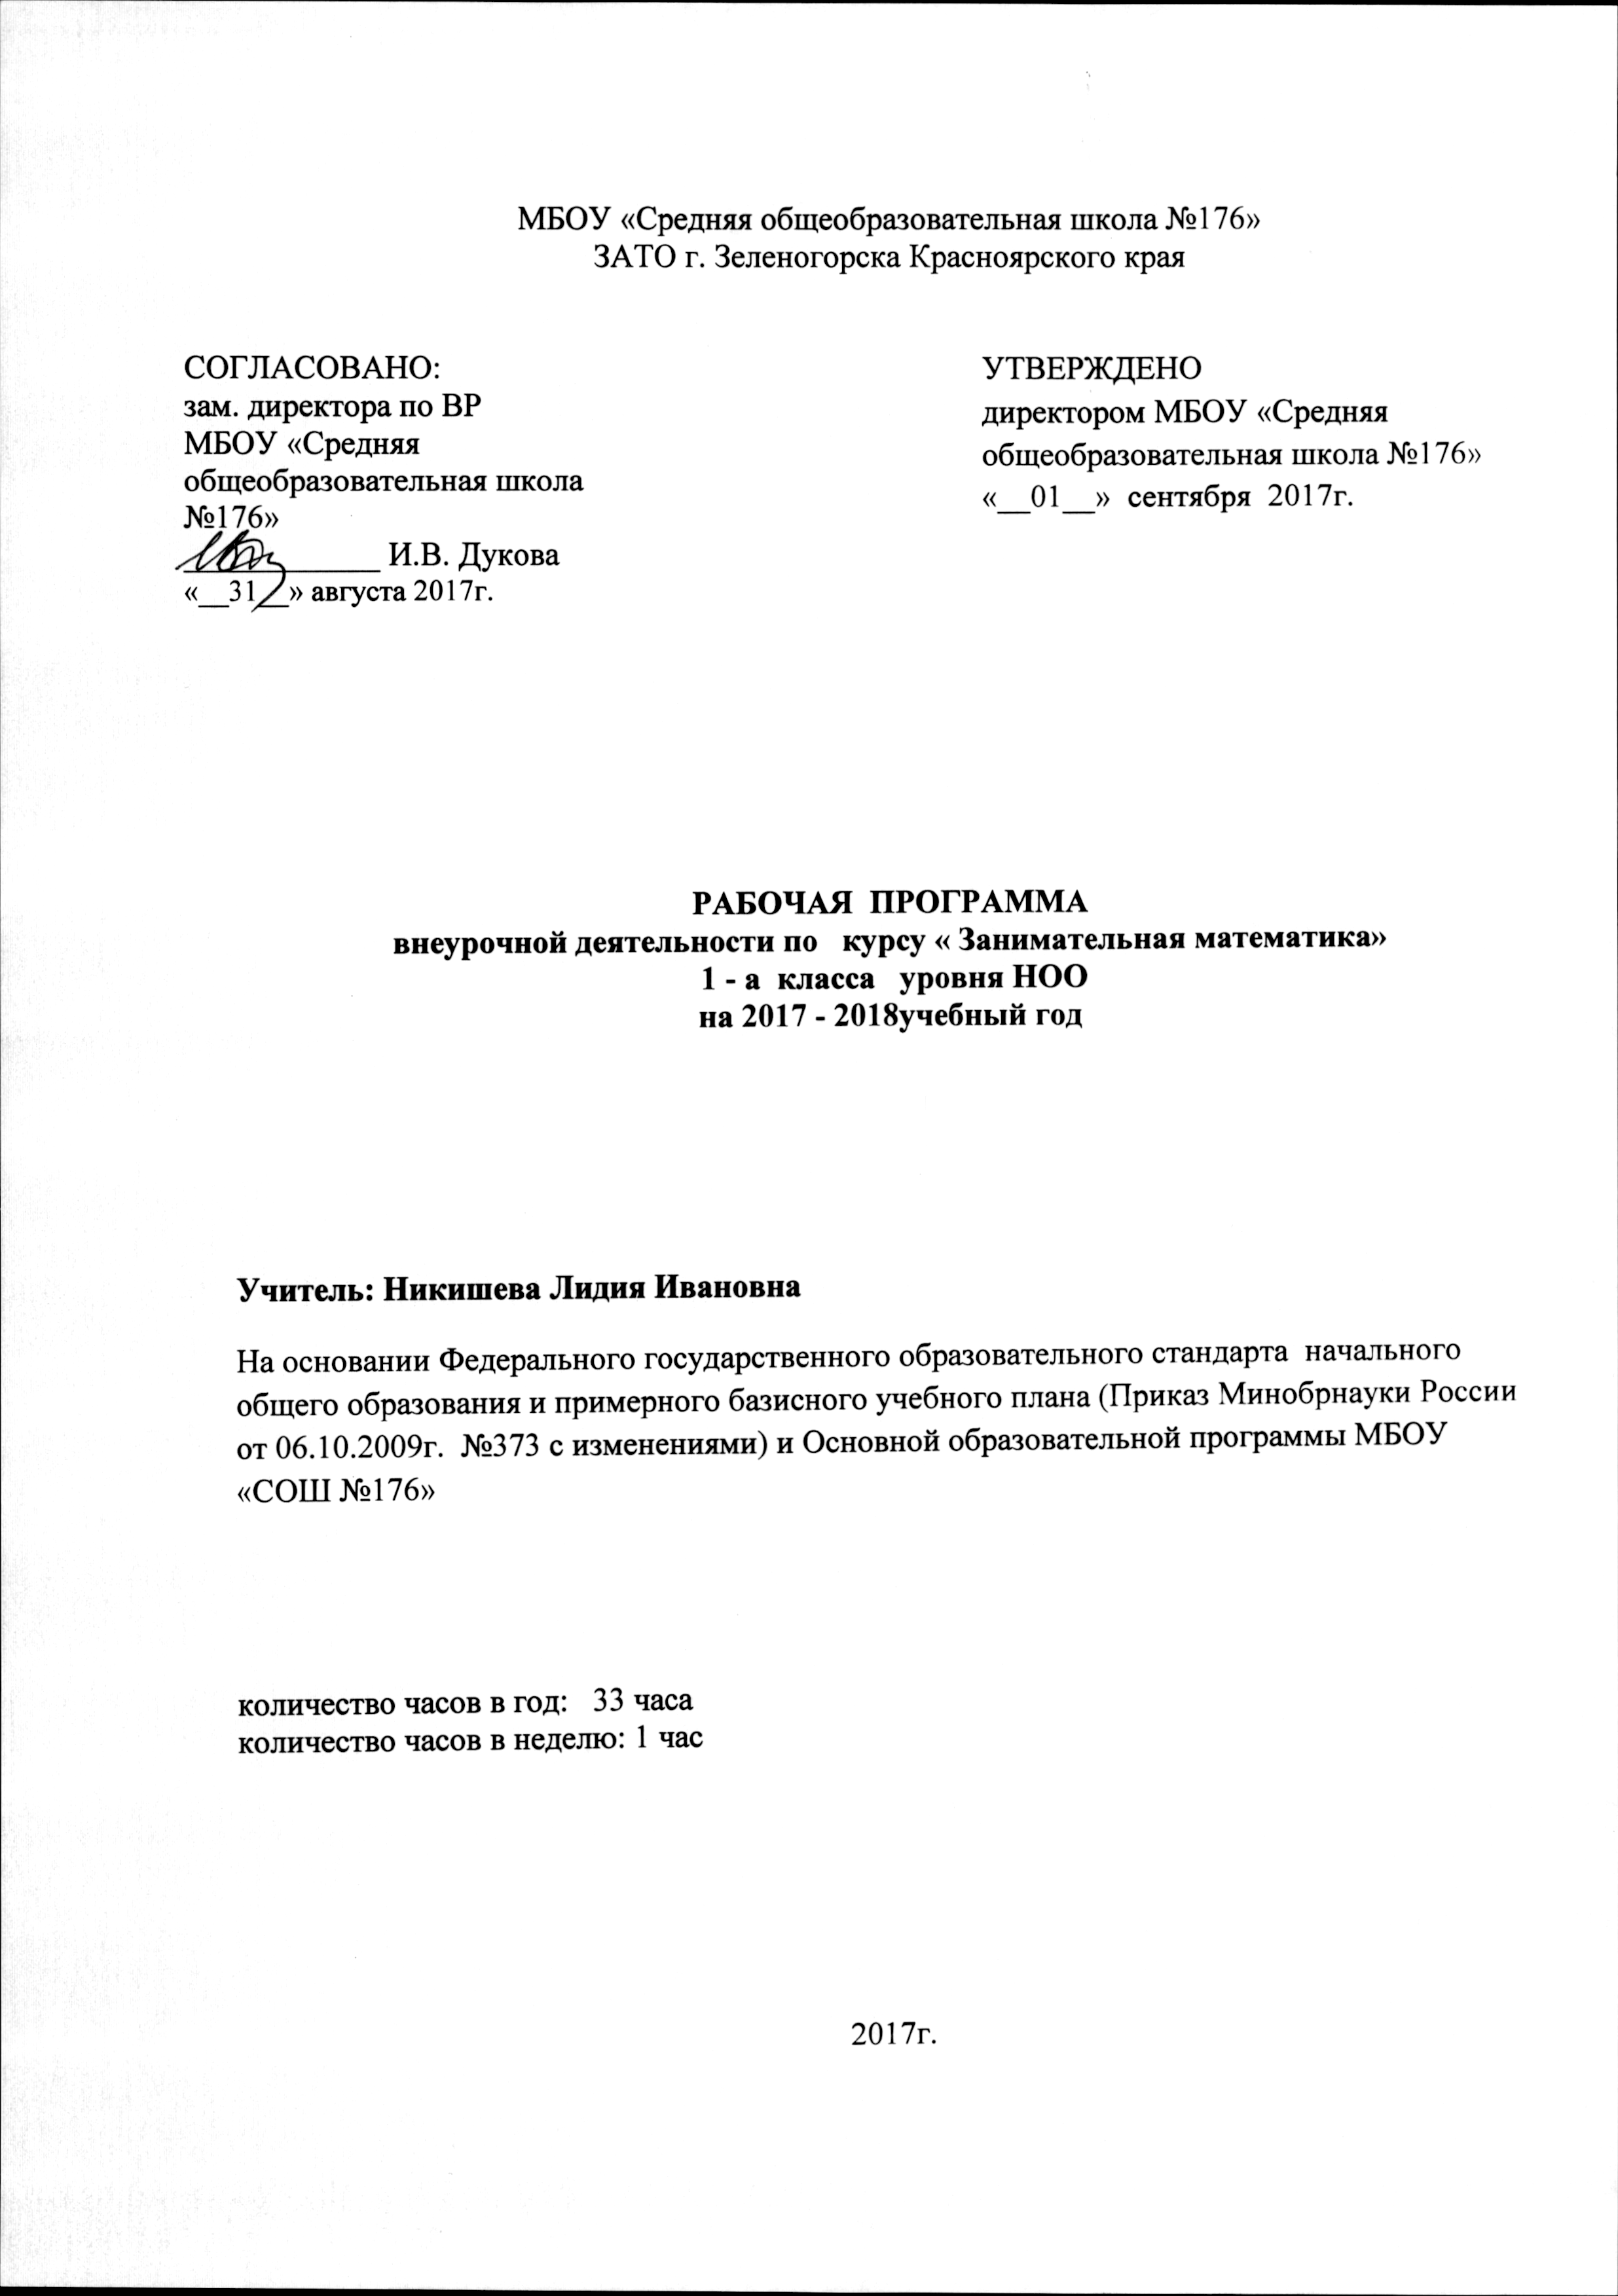 МБОУ «Средняя общеобразовательная школа №176»
ЗАТО г. Зеленогорска Красноярского края
СОГЛАСОВАНО:
зам. директора по ВР
МБОУ «Средняя
общеобразовательная школа
№176»
____________ И.В. Дукова
«__31__» августа 2017г.
УТВЕРЖДЕНО
директором МБОУ «Средняя
общеобразовательная школа №176»
«__01__» сентября 2017г.
РАБОЧАЯ ПРОГРАММА
внеурочной деятельности по курсу « Занимательная математика»
1 - а класса уровня НОО
на 2017 - 2018учебный год
Учитель: Никишева Лидия Ивановна
На основании Федерального государственного образовательного стандарта начального
общего образования и примерного базисного учебного плана (Приказ Минобрнауки России
от 06.10.2009г. №373 с изменениями) и Основной образовательной программы МБОУ
«СОШ №176»
количество часов в год: 33 часа
количество часов в неделю: 1 час
2017г.